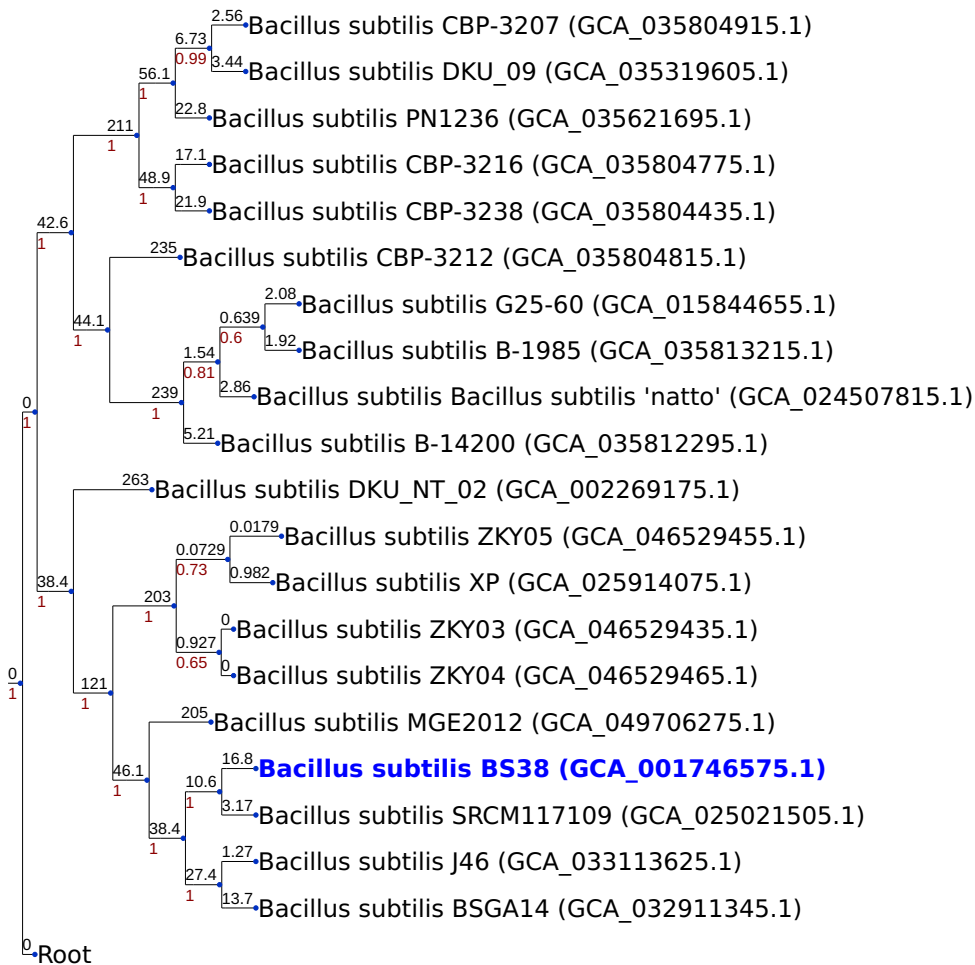 2.56
Bacillus subtilis CBP-3207 (GCA_035804915.1)
6.73
0.99
3.44
Bacillus subtilis DKU_09 (GCA_035319605.1)
56.1
1
22.8
Bacillus subtilis PN1236 (GCA_035621695.1)
211
1
17.1
Bacillus subtilis CBP-3216 (GCA_035804775.1)
48.9
1
21.9
Bacillus subtilis CBP-3238 (GCA_035804435.1)
42.6
1
235
Bacillus subtilis CBP-3212 (GCA_035804815.1)
2.08
Bacillus subtilis G25-60 (GCA_015844655.1)
0.639
0.6
44.1
1
1.92
Bacillus subtilis B-1985 (GCA_035813215.1)
1.54
0.81
2.86
Bacillus subtilis Bacillus subtilis 'natto' (GCA_024507815.1)
239
1
0
1
5.21
Bacillus subtilis B-14200 (GCA_035812295.1)
263
Bacillus subtilis DKU_NT_02 (GCA_002269175.1)
0.0179
Bacillus subtilis ZKY05 (GCA_046529455.1)
0.0729
0.73
0.982
Bacillus subtilis XP (GCA_025914075.1)
38.4
1
203
1
0
Bacillus subtilis ZKY03 (GCA_046529435.1)
0.927
0.65
0
Bacillus subtilis ZKY04 (GCA_046529465.1)
0
1
121
1
205
Bacillus subtilis MGE2012 (GCA_049706275.1)
16.8
Bacillus subtilis BS38 (GCA_001746575.1)
46.1
1
10.6
1
3.17
Bacillus subtilis SRCM117109 (GCA_025021505.1)
38.4
1
1.27
Bacillus subtilis J46 (GCA_033113625.1)
27.4
1
13.7
Bacillus subtilis BSGA14 (GCA_032911345.1)
0
Root